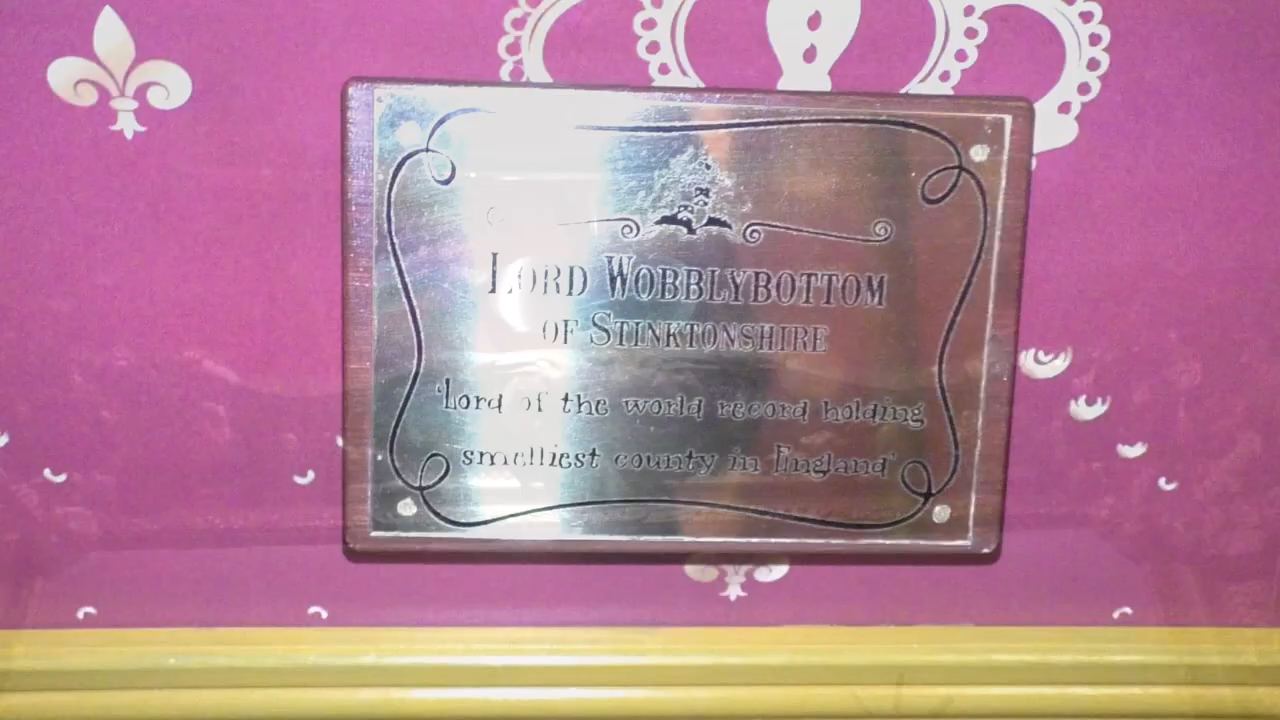 LORD WOBBLYBOTTOM
OF STINKTONSHIRE
'Lord of the world record holding
smelliest county in England'